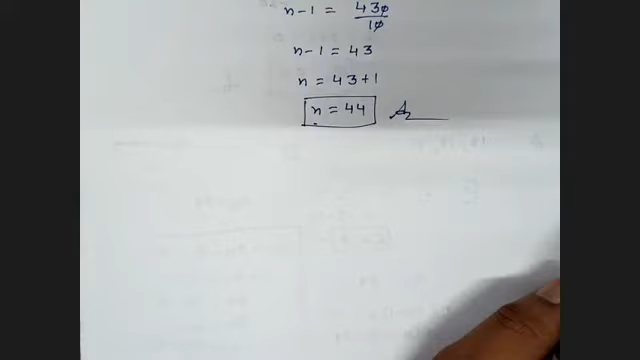 n-1 = 430/10
n-1 = 43
n = 43+1
n = 44